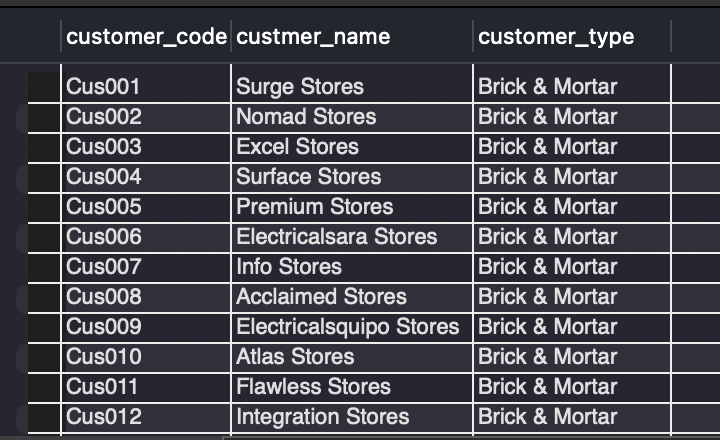 customer_code custmer_name customer_type
Cus001 Surge Stores Brick & Mortar
Cus002 Nomad Stores Brick & Mortar
Cus003 Excel Stores Brick & Mortar
Cus004 Surface Stores Brick & Mortar
Cus005 Premium Stores Brick & Mortar
Cus006 Electricalsara Stores Brick & Mortar
Cus007 Info Stores Brick & Mortar
Cus008 Acclaimed Stores Brick & Mortar
Cus009 Electricalsquipo Stores Brick & Mortar
Cus010 Atlas Stores Brick & Mortar
Cus011 Flawless Stores Brick & Mortar
Cus012 Integration Stores Brick & Mortar